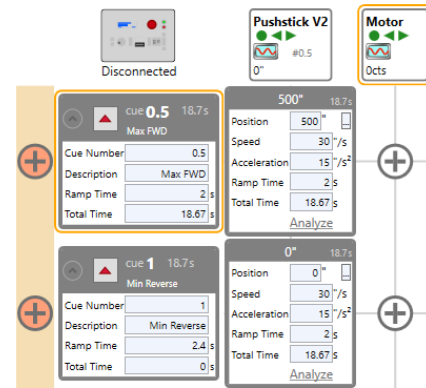 Disconnected
Pushstick V2
#0.5
0"
Motor
0cts
cue 0.5 18.7s
Max FWD
Cue Number 0.5
Description Max FWD
Ramp Time 2 s
Total Time 18.67 s
500" 18.7s
Position 500 "
Speed 30 "/s
Acceleration 15 "/s²
Ramp Time 2 s
Total Time 18.67 s
Analyze
cue 1 18.7s
Min Reverse
Cue Number 1
Description Min Reverse
Ramp Time 2.4 s
Total Time 0 s
0" 18.7s
Position 0 "
Speed 30 "/s
Acceleration 15 "/s²
Ramp Time 2 s
Total Time 18.67 s
Analyze